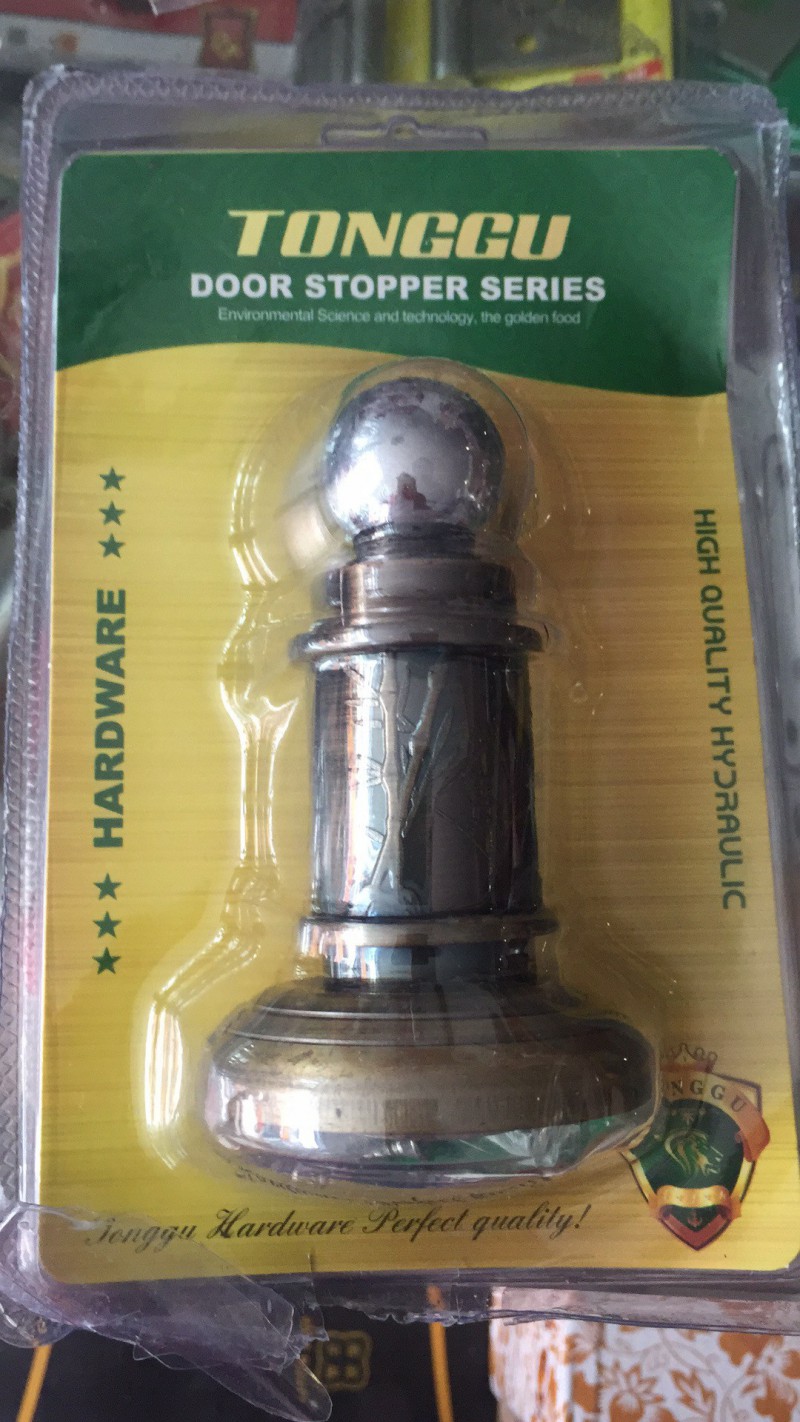 TONGGU
DOOR STOPPER SERIES
Environmental Science and technology, the golden food
★★★ HARDWARE ★★★
HIGH QUALITY HYDRAULIC
TONGGU
Tonggu Hardware Perfect quality!